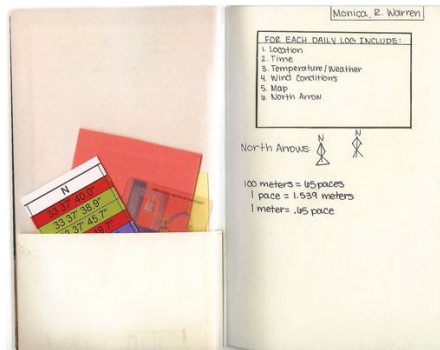 N
33 37' 40.0"
33 37' 38.9"
37 45.7"
Monica R. Warren
FOR EACH DAILY LOG INCLUDE:
1. Location
2. Time
3. Temperature/Weather
4. Wind Conditions
5. Map
6. North Arrow
North Arrows:
N
N
100 meters = 65 paces
1 pace = 1.539 meters
1 meter = .65 pace